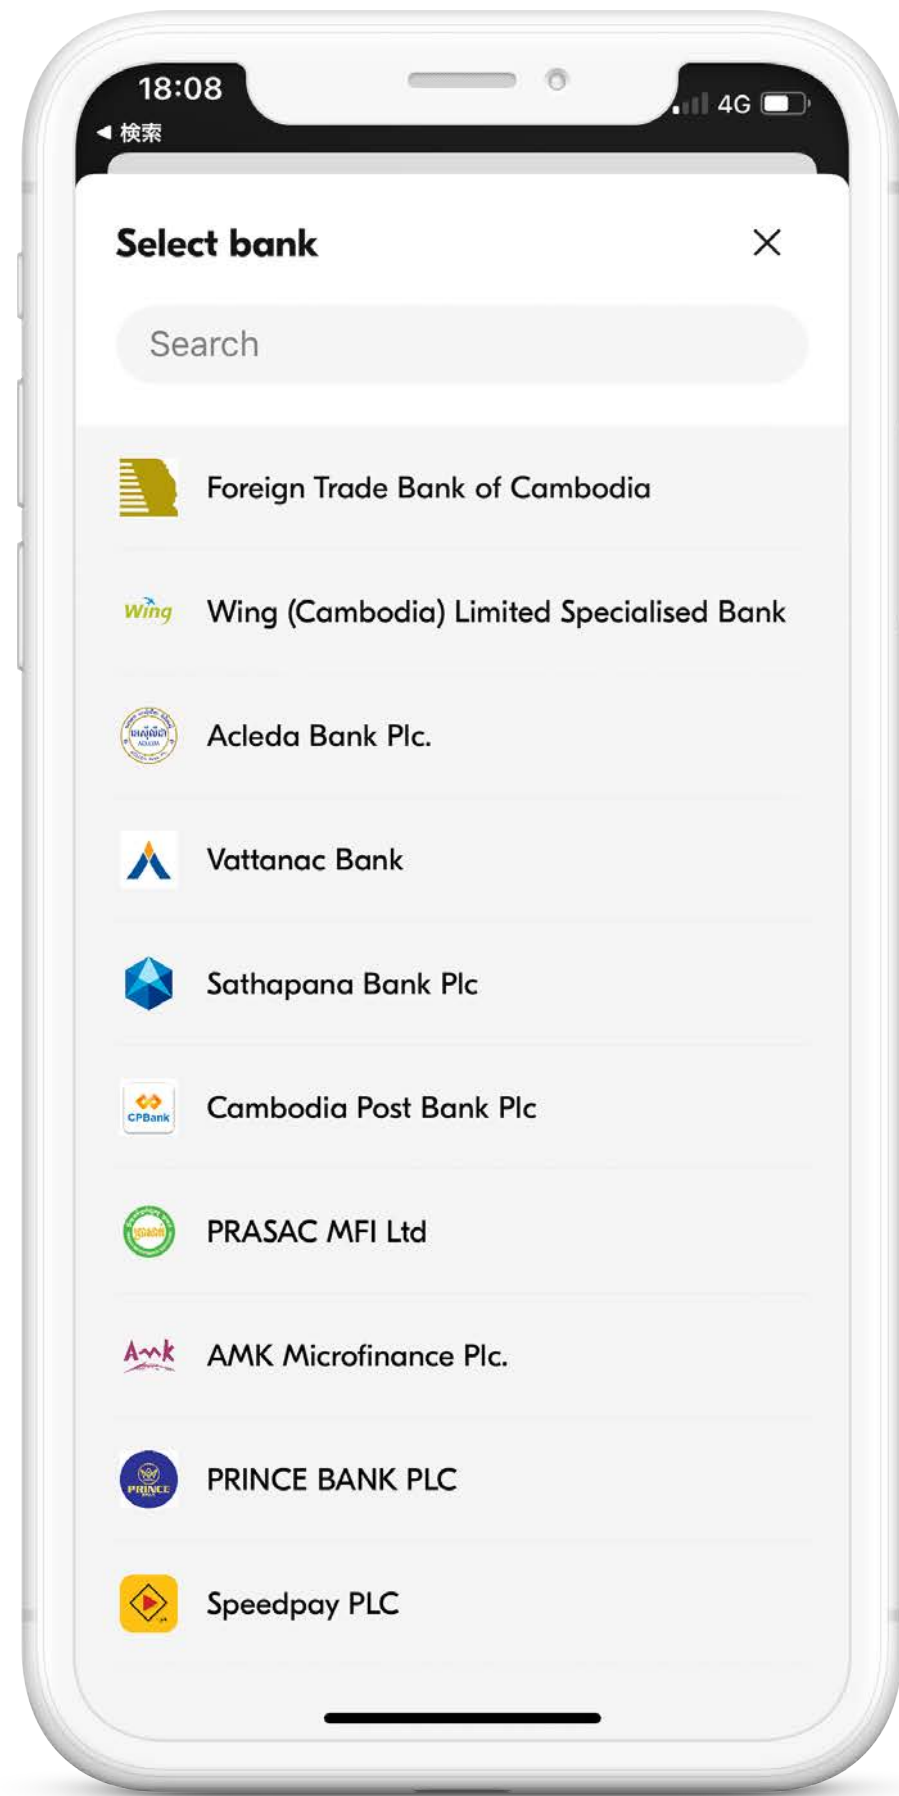 18:08
4G
◀ 検索
Select bank
Search
Foreign Trade Bank of Cambodia
Wing
Wing (Cambodia) Limited Specialised Bank
ACLEDA
Acleda Bank Plc.
Vattanac Bank
Sathapana Bank Plc
CPBank
Cambodia Post Bank Plc
PRASAC MFI Ltd
Amk
AMK Microfinance Plc.
PRINCE
BANK
PRINCE BANK PLC
Speedpay PLC